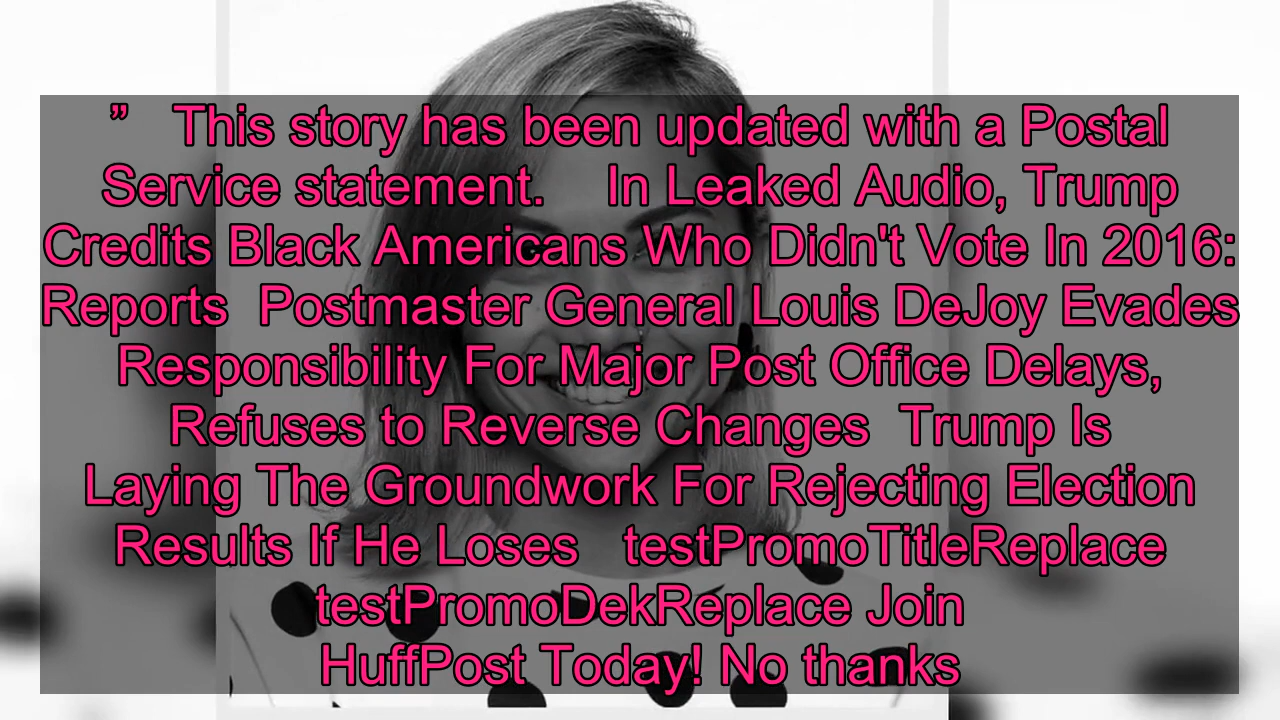 ” This story has been updated with a Postal
Service statement. In Leaked Audio, Trump
Credits Black Americans Who Didn't Vote In 2016:
Reports Postmaster General Louis DeJoy Evades
Responsibility For Major Post Office Delays,
Refuses to Reverse Changes Trump Is
Laying The Groundwork For Rejecting Election
Results If He Loses testPromoTitleReplace
testPromoDekReplace Join
HuffPost Today! No thanks